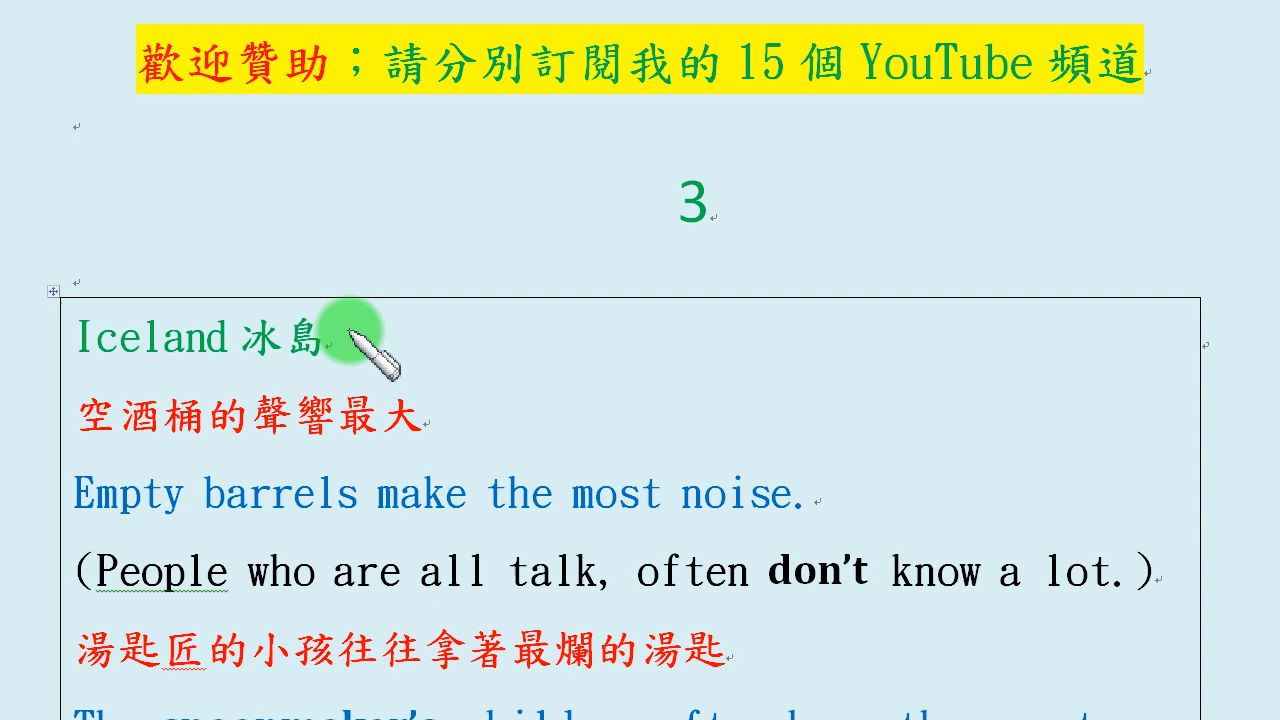 歡迎贊助；請分別訂閱我的 15 個 YouTube 頻道
3
Iceland 冰島
空酒桶的聲響最大
Empty barrels make the most noise.
(People who are all talk, often don't know a lot.)
湯匙匠的小孩往往拿著最爛的湯匙
The spoonmaker's